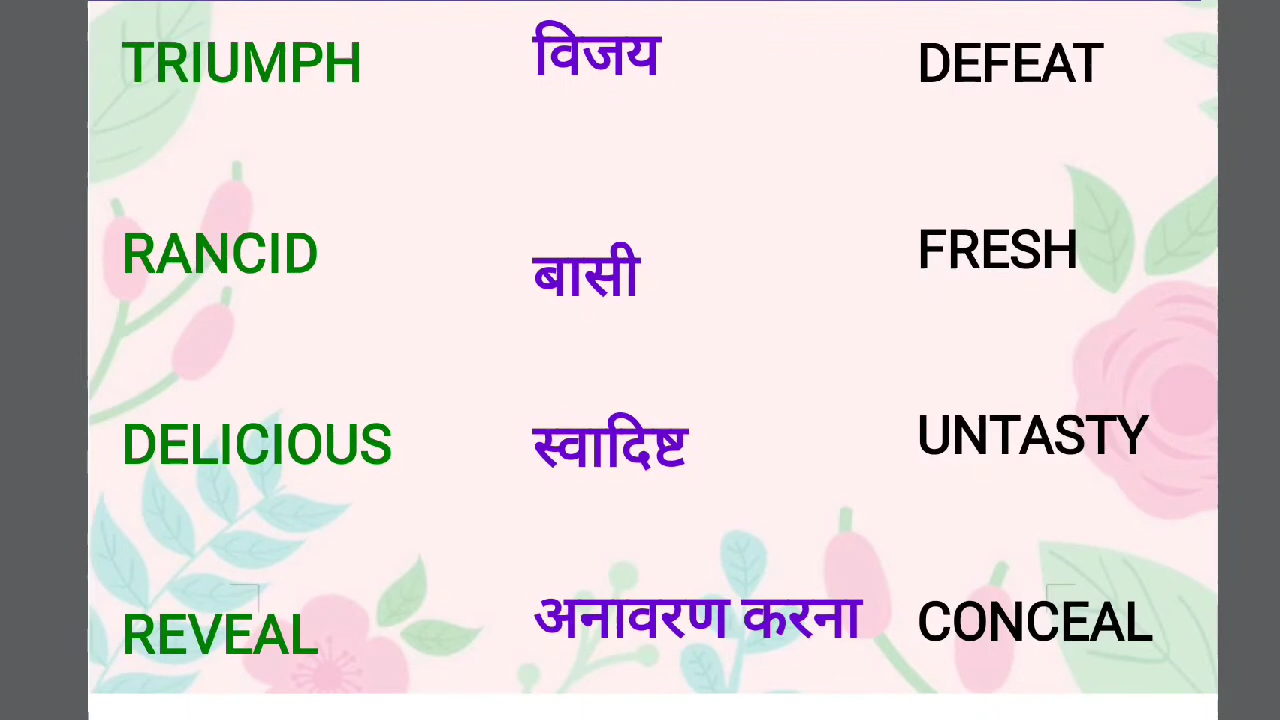 TRIUMPH विजय DEFEAT
RANCID बासी FRESH
DELICIOUS स्वादिष्ट UNTASTY
REVEAL अनावरण करना CONCEAL